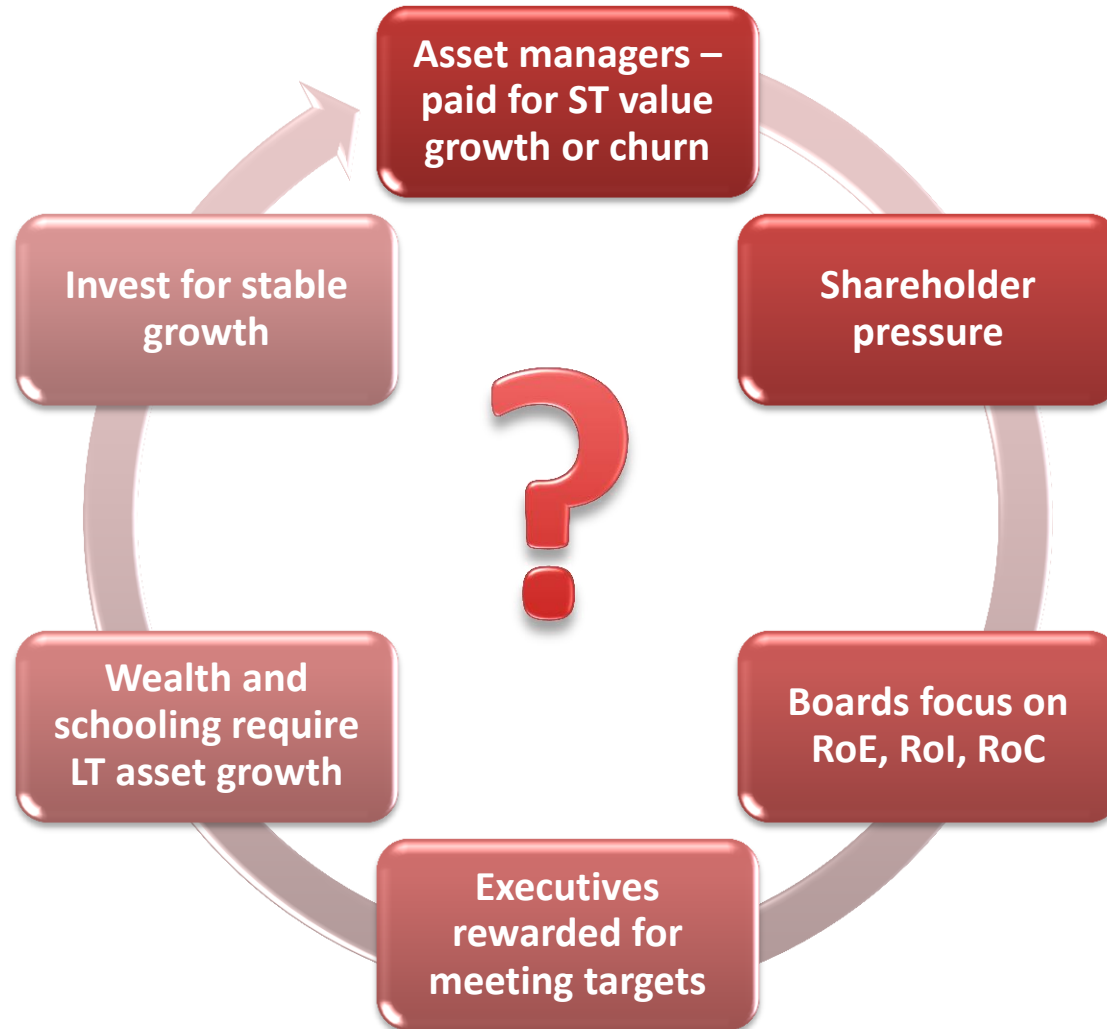 Asset managers –
paid for ST value
growth or churn
Shareholder
pressure
Boards focus on
RoE, RoI, RoC
Executives
rewarded for
meeting targets
Wealth and
schooling require
LT asset growth
Invest for stable
growth
?